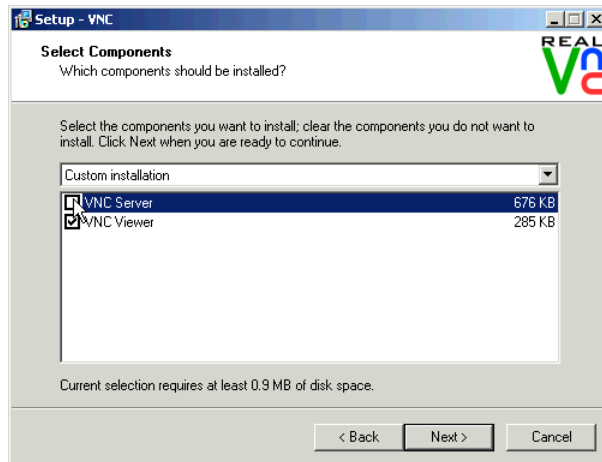 Setup - VNC
Select Components
Which components should be installed?
REAL
Vnc
Select the components you want to install; clear the components you do not want to
install. Click Next when you are ready to continue.
Custom installation
VNC Server 676 KB
VNC Viewer 285 KB
Current selection requires at least 0.9 MB of disk space.
< Back Next > Cancel